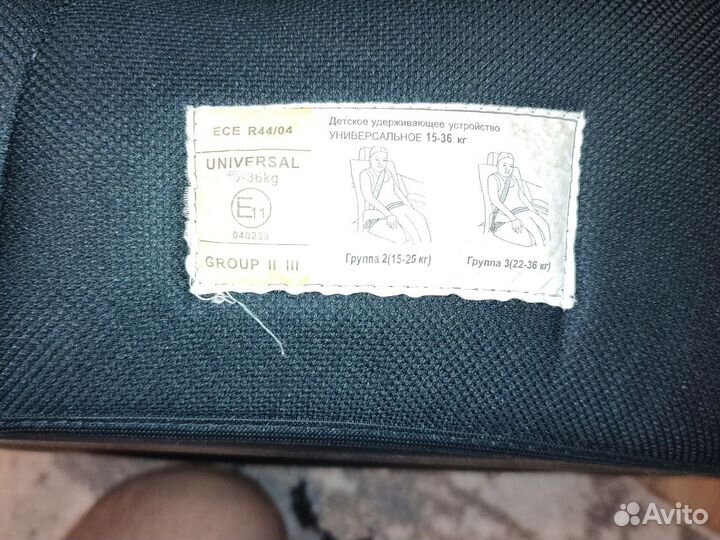 ECE R44/04
UNIVERSAL
15-36kg
E11
040238
GROUP II III
Детское удерживающее устройство
УНИВЕРСАЛЬНОЕ 15-36 кг
Группа 2(15-25 кг)
Группа 3(22-36 кг)
Avito